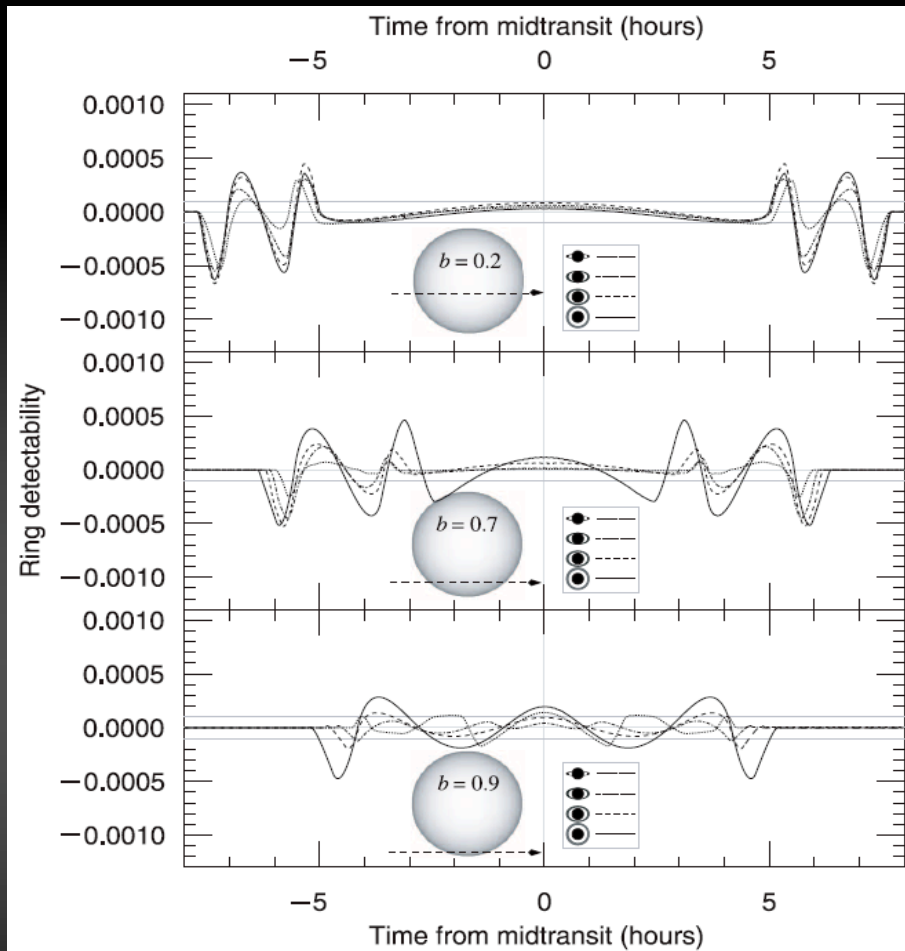 Time from midtransit (hours)
−5 0 5
0.0010
0.0005
0.0000
−0.0005
−0.0010
b = 0.2
0.0010
0.0005
0.0000
−0.0005
−0.0010
b = 0.7
0.0010
0.0005
0.0000
−0.0005
−0.0010
b = 0.9
Ring detectability
−5 0 5
Time from midtransit (hours)